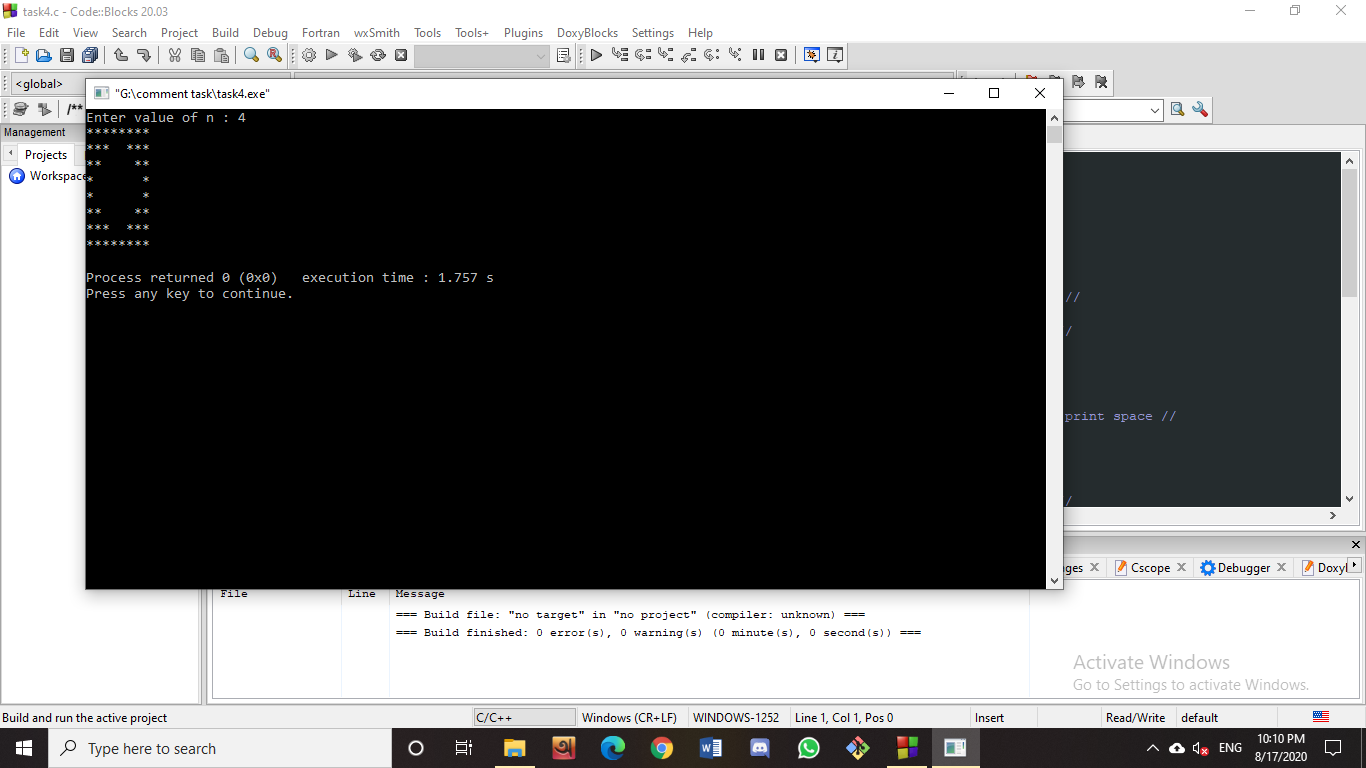 task4.c - Code::Blocks 20.03
File Edit View Search Project Build Debug Fortran wxSmith Tools Tools+ Plugins DoxyBlocks Settings Help
<global>
"G:\comment task\task4.exe"
/**
Management
Projects
Workspace
Enter value of n : 4
********
***  ***
**    **
*      *
*      *
**    **
***  ***
********
Process returned 0 (0x0)   execution time : 1.757 s
Press any key to continue.
//
/
print space //
/
ges Cscope Debugger Doxyl
File Line Message
=== Build file: "no target" in "no project" (compiler: unknown) ===
=== Build finished: 0 error(s), 0 warning(s) (0 minute(s), 0 second(s)) ===
Activate Windows
Go to Settings to activate Windows.
Build and run the active project C/C++ Windows (CR+LF) WINDOWS-1252 Line 1, Col 1, Pos 0 Insert Read/Write default
Type here to search
ENG
10:10 PM
8/17/2020